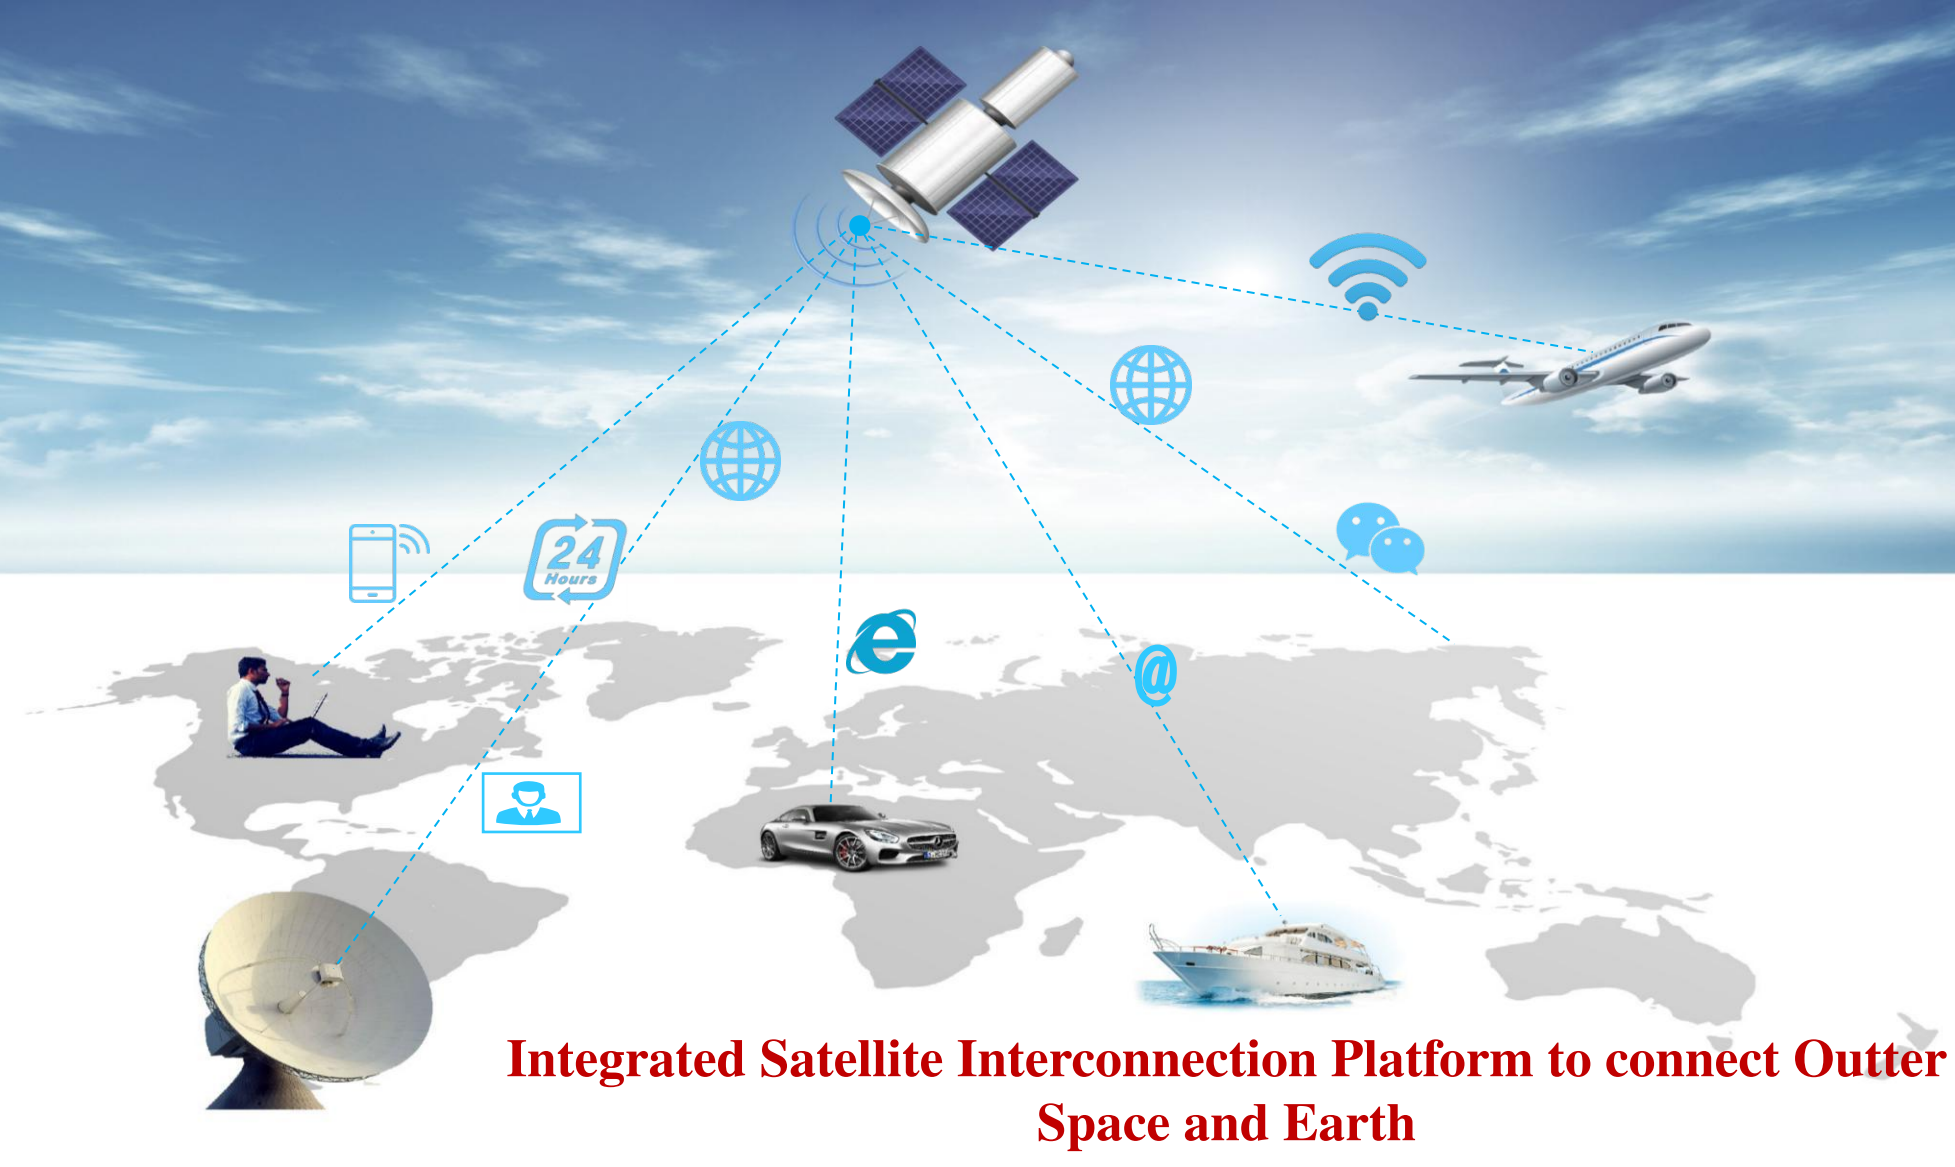 24
Hours
@
Integrated Satellite Interconnection Platform to connect Outter
Space and Earth